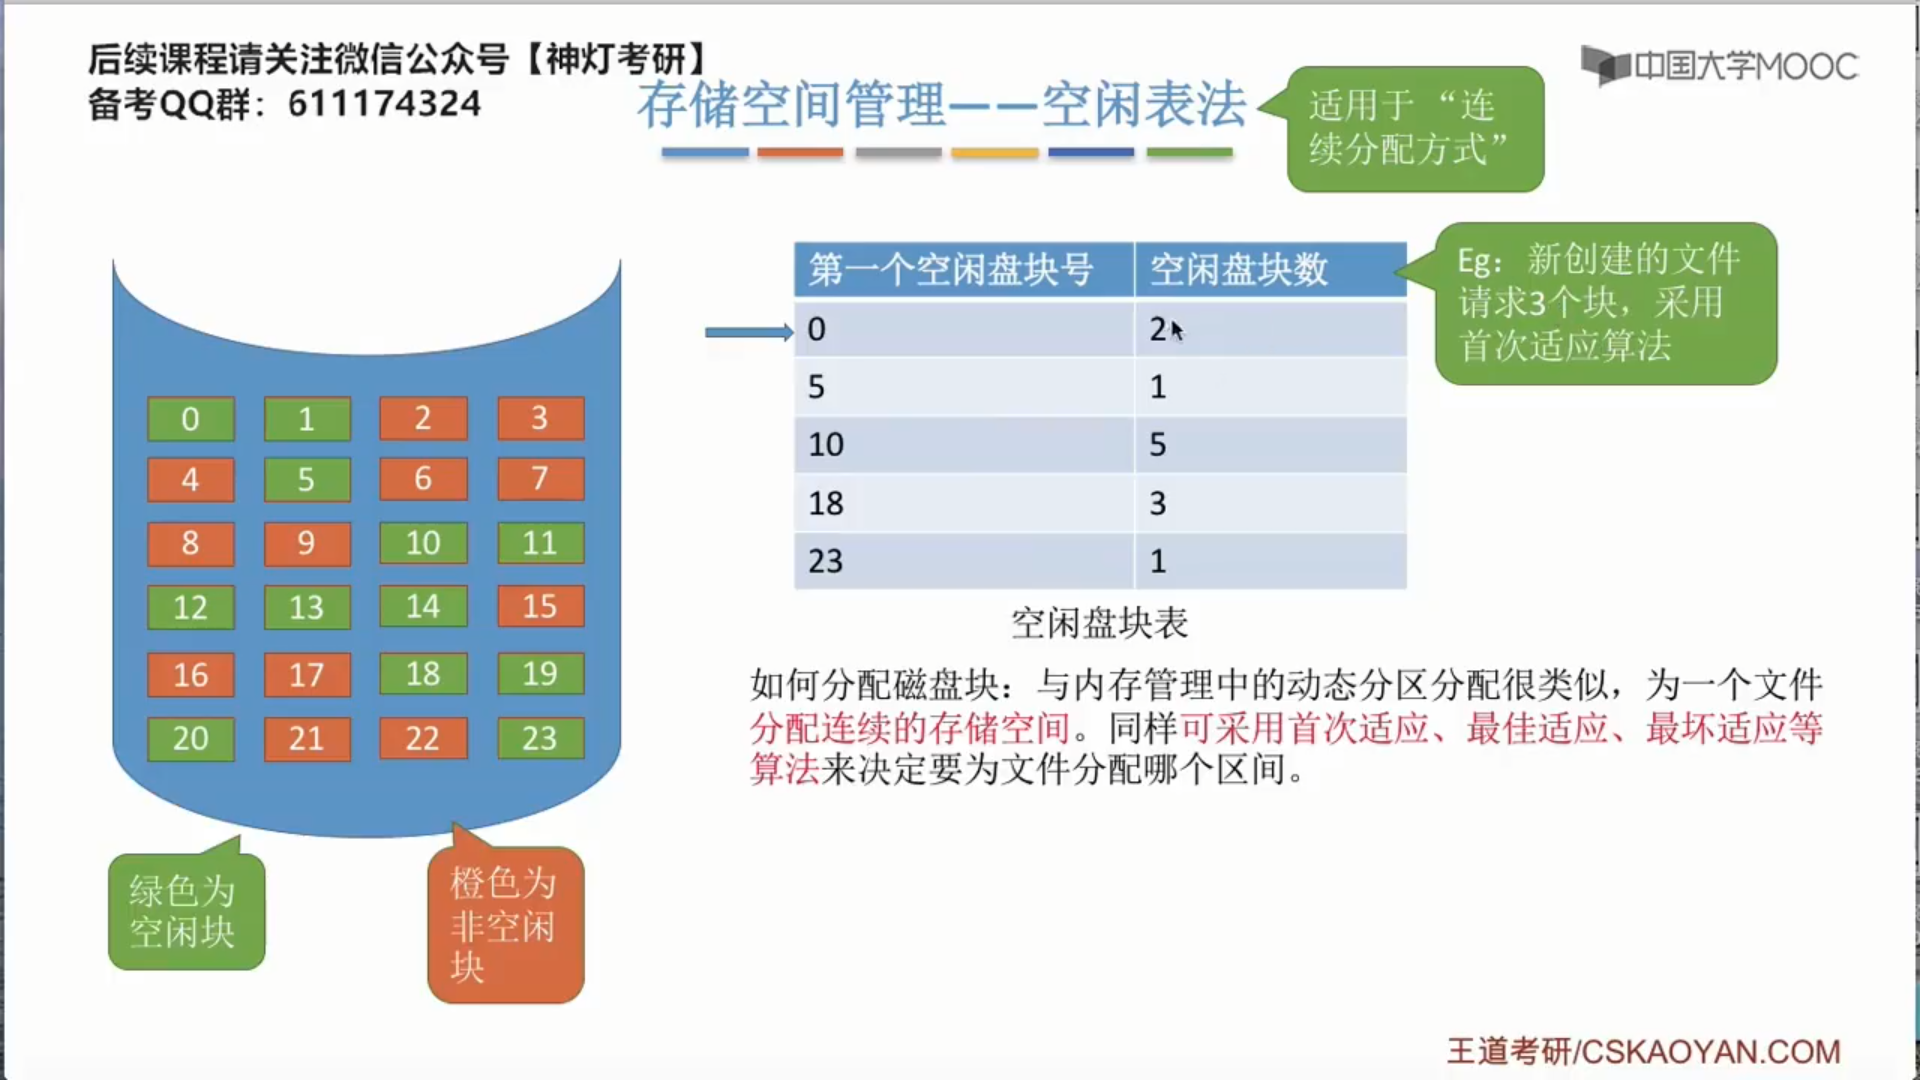 后续课程请关注微信公众号【神灯考研】
备考QQ群：611174324
中国大学MOOC
存储空间管理——空闲表法
适用于“连
续分配方式”
第一个空闲盘块号 空闲盘块数
0 2
5 1
10 5
18 3
23 1
空闲盘块表
Eg：新创建的文件
请求3个块，采用
首次适应算法
0 1 2 3
4 5 6 7
8 9 10 11
12 13 14 15
16 17 18 19
20 21 22 23
绿色为
空闲块
橙色为
非空闲
块
如何分配磁盘块：与内存管理中的动态分区分配很类似，为一个文件
分配连续的存储空间。同样可采用首次适应、最佳适应、最坏适应等
算法来决定要为文件分配哪个区间。
王道考研/CSKAOYAN.COM